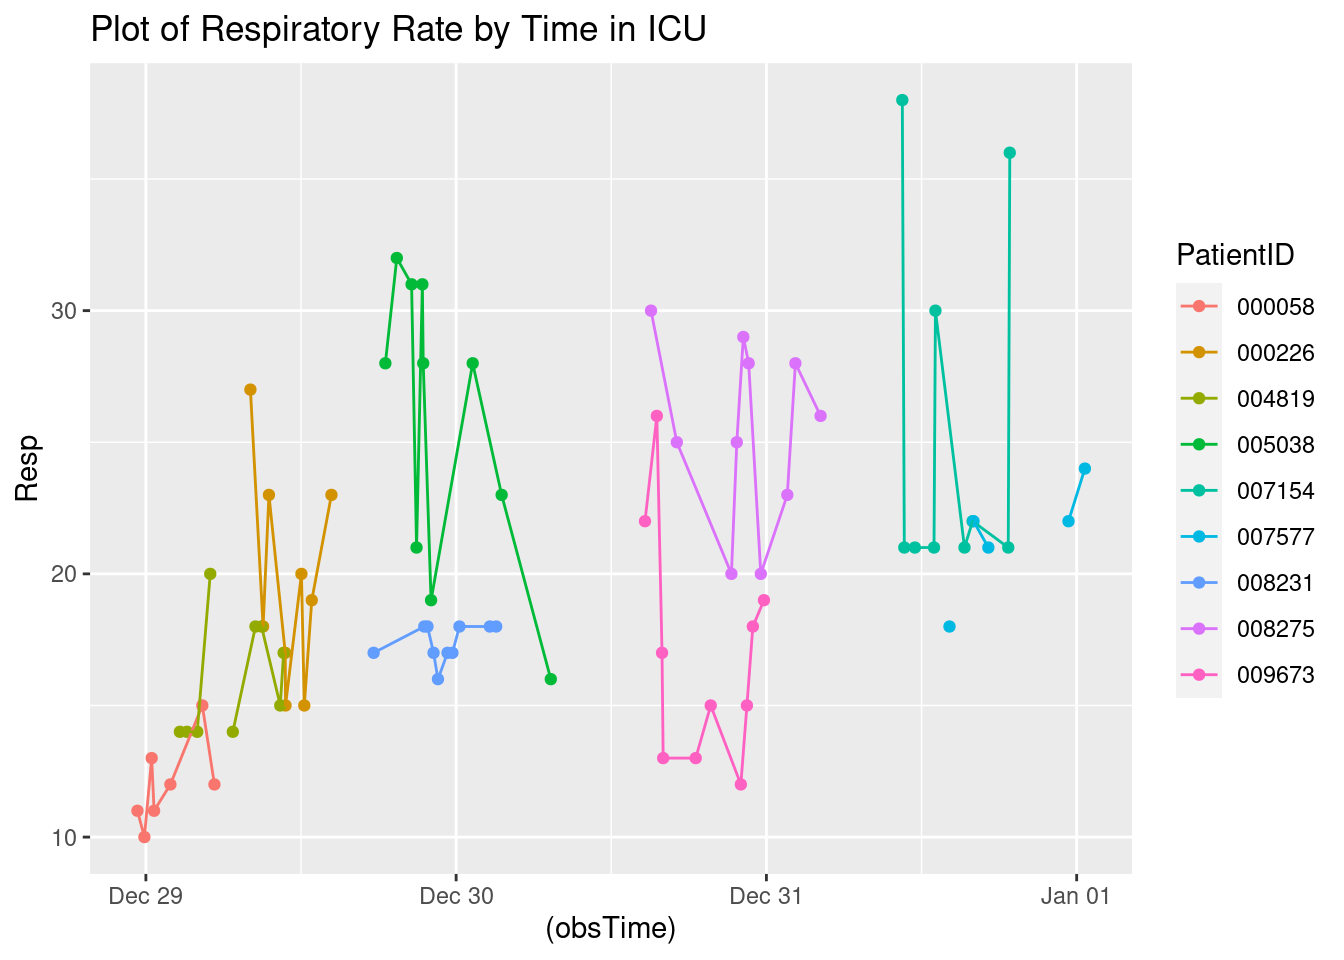 Plot of Respiratory Rate by Time in ICU
Resp
30
20
10
Dec 29
Dec 30
Dec 31
Jan 01
(obsTime)
PatientID
000058
000226
004819
005038
007154
007577
008231
008275
009673